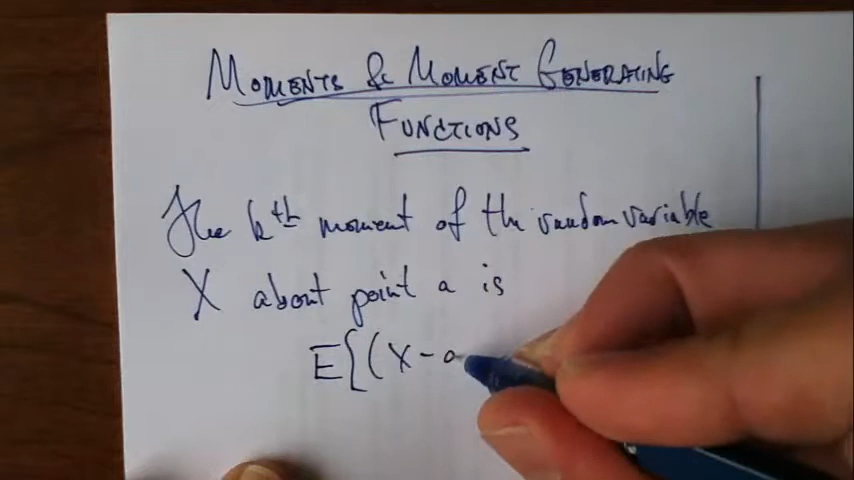 MOMENTS & MOMENT GENERATING
FUNCTIONS
The kth moment of the random variable
X about point a is
E{(X-a